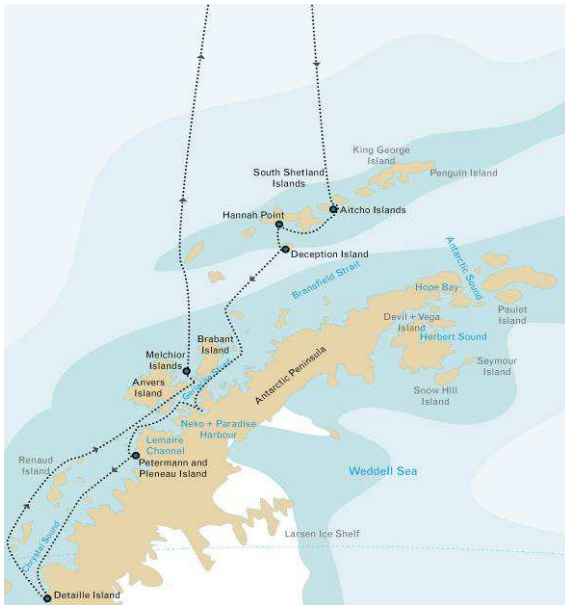 King George
Island
South Shetland
Islands
Penguin Island
Hannah Point
Aitcho Islands
Deception Island
Antarctic Sound
Bransfield Strait
Hope Bay
Paulet
Island
Devil + Vega
Island
Herbert Sound
Brabant
Island
Melchior
Islands
Seymour
Island
Antarctic Peninsula
Anvers
Island
Snow Hill
Island
Neko + Paradise
Harbour
Lemaire
Channel
Renaud
Island
Petermann and
Pleneau Island
Weddell Sea
Chrystal Sound
Larsen Ice Shelf
Detaille Island